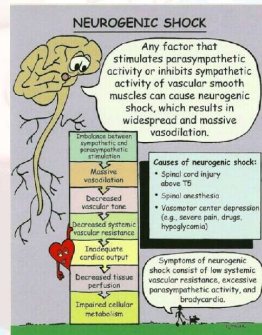 NEUROGENIC SHOCK
Any factor that
stimulates parasympathetic
activity or inhibits sympathetic
activity of vascular smooth
muscles can cause neurogenic
shock, which results in
widespread and massive
vasodilation.
Imbalance between
sympathetic and
parasympathetic
stimulation
Massive
vasodilation
Decreased
vascular tone
Decreased systemic
vascular resistance
Inadequate
cardiac output
Decreased tissue
perfusion
Impaired cellular
metabolism
Causes of neurogenic shock:
* Spinal cord injury
above T5
* Spinal anesthesia
* Vasomotor center depression
(e.g., severe pain, drugs,
hypoglycemia)
Symptoms of neurogenic
shock consist of low systemic
vascular resistance, excessive
parasympathetic activity, and
bradycardia.